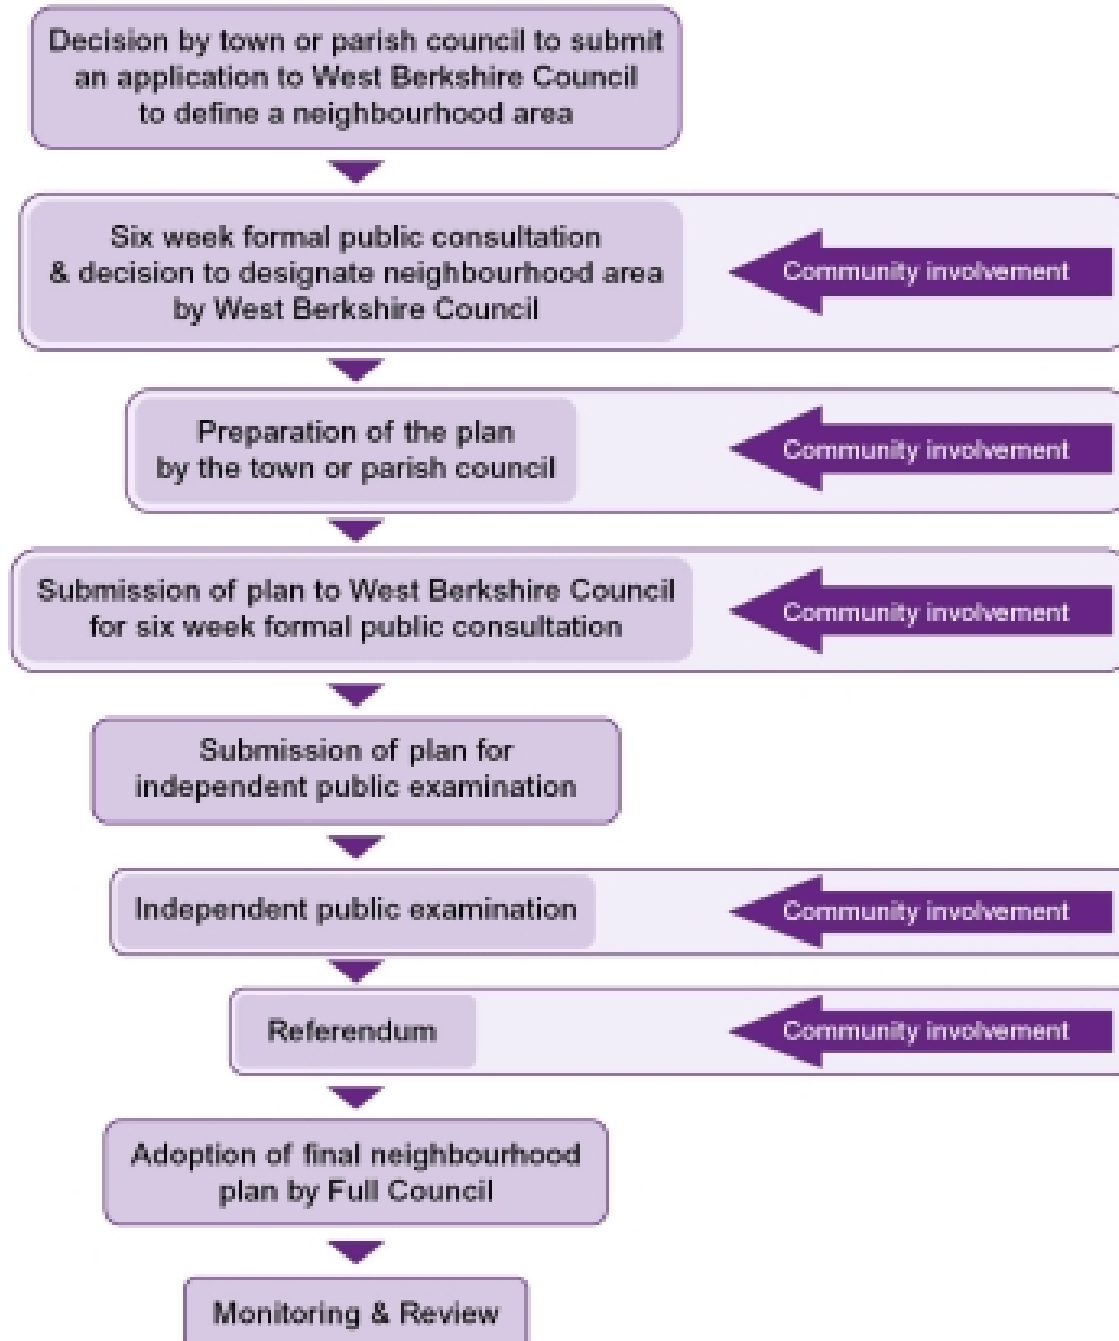 Decision by town or parish council to submit
an application to West Berkshire Council
to define a neighbourhood area
Six week formal public consultation
& decision to designate neighbourhood area
by West Berkshire Council
Community involvement
Preparation of the plan
by the town or parish council
Community involvement
Submission of plan to West Berkshire Council
for six week formal public consultation
Community involvement
Submission of plan for
independent public examination
Independent public examination
Community involvement
Referendum
Community involvement
Adoption of final neighbourhood
plan by Full Council
Monitoring & Review